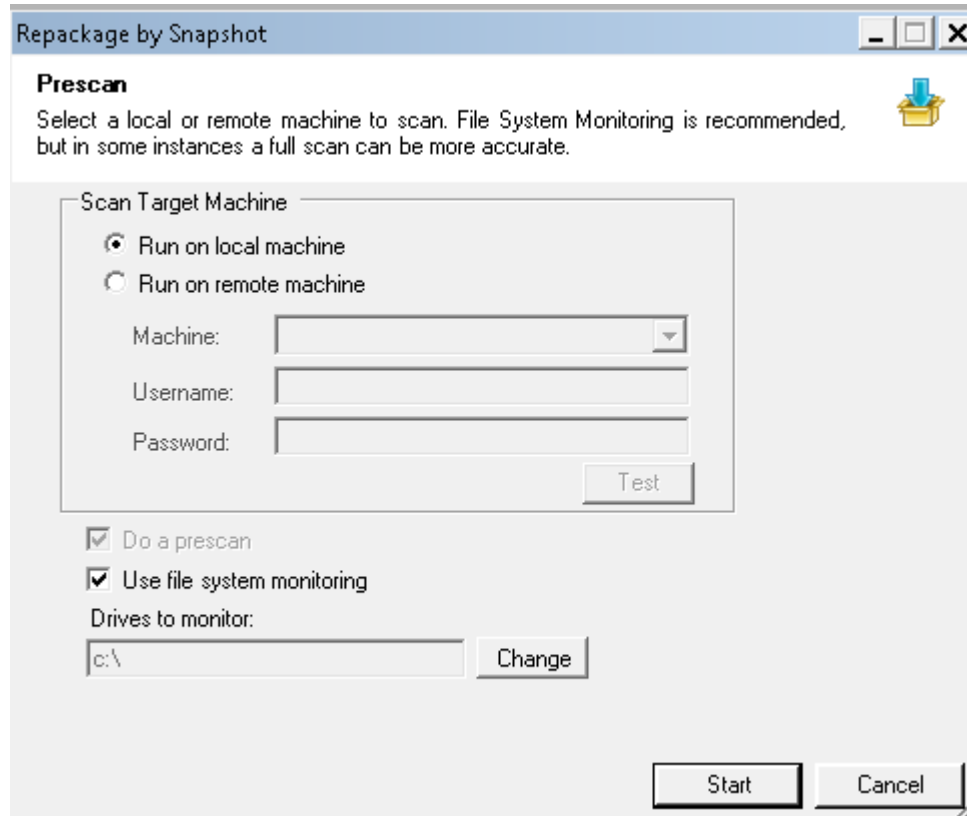 Repackage by Snapshot
Prescan
Select a local or remote machine to scan. File System Monitoring is recommended,
but in some instances a full scan can be more accurate.
Scan Target Machine
Run on local machine
Run on remote machine
Machine:
Username:
Password:
Test
Do a prescan
Use file system monitoring
Drives to monitor:
c:\
Change
Start
Cancel